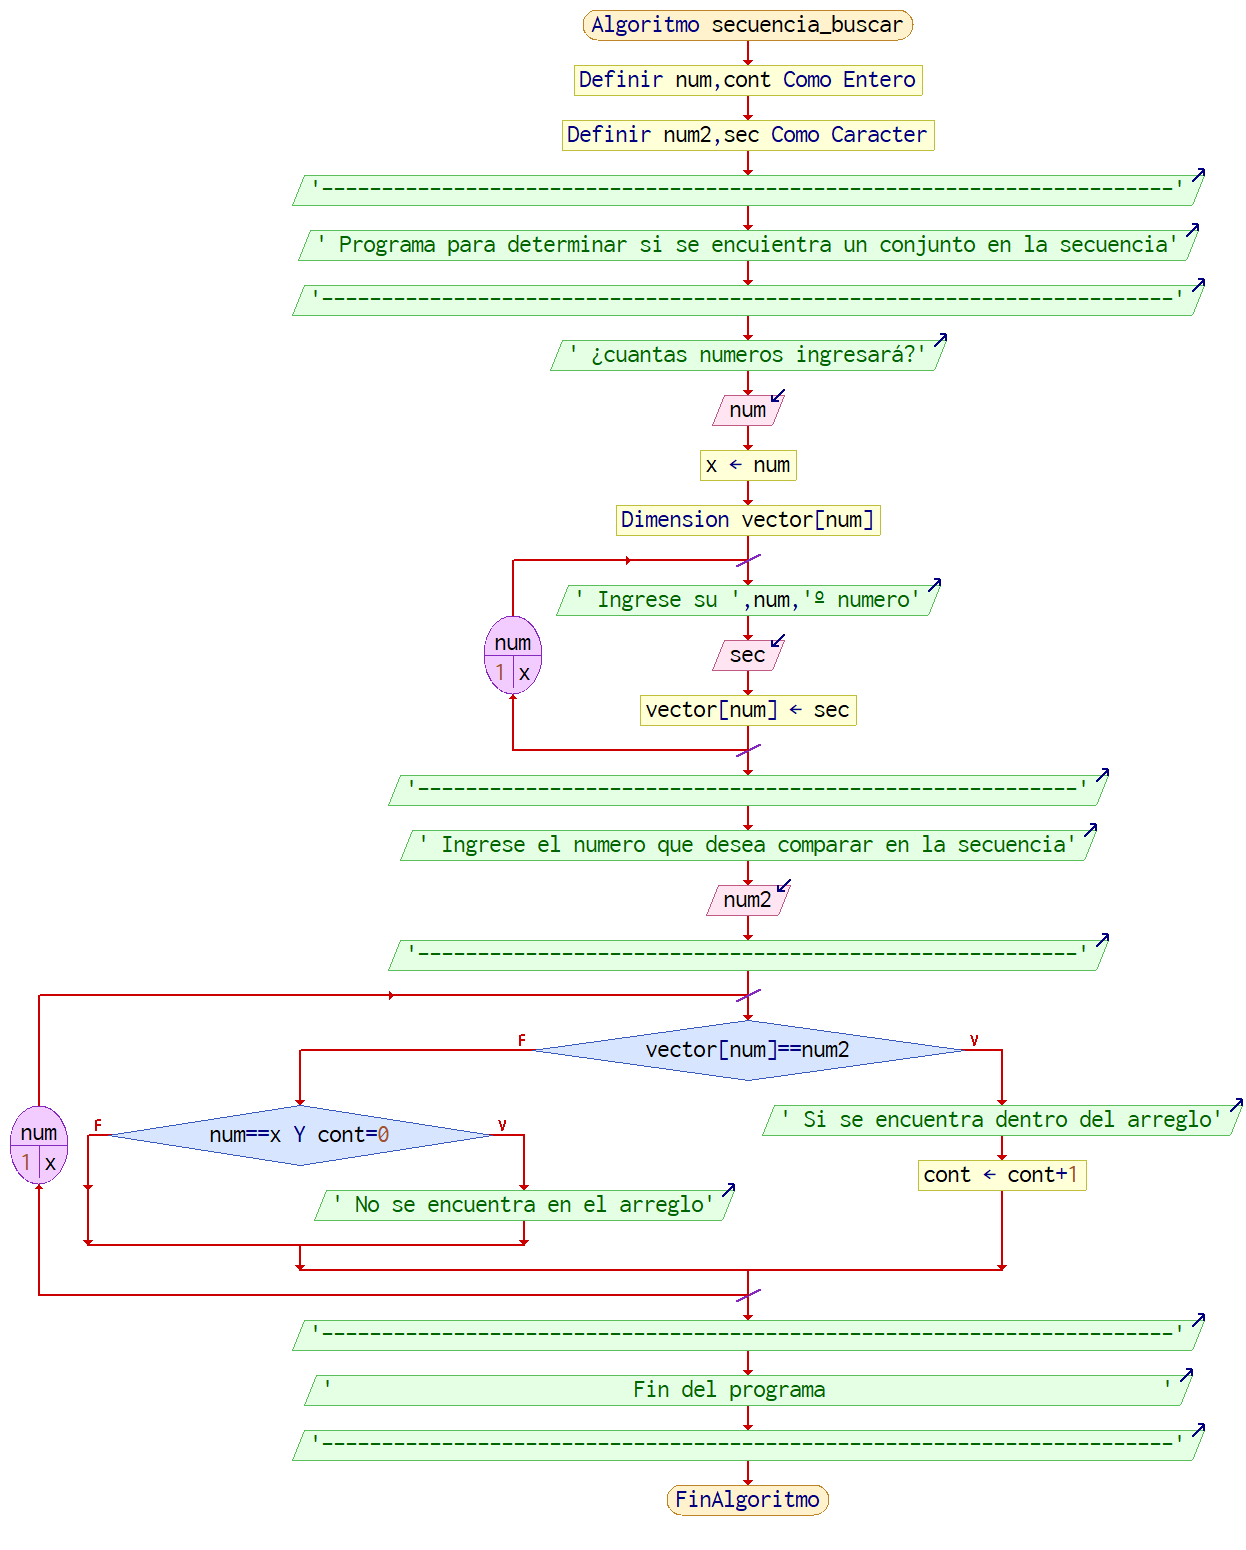 Algoritmo secuencia_buscar
Definir num,cont Como Entero
Definir num2,sec Como Caracter
'-----------------------------------------------------------------------'
' Programa para determinar si se encuientra un conjunto en la secuencia'
'-----------------------------------------------------------------------'
' ¿cuantas numeros ingresará?'
num
x ← num
Dimension vector[num]
' Ingrese su ',num,'º numero'
num
1 x
sec
vector[num] ← sec
'-------------------------------------------------------'
' Ingrese el numero que desea comparar en la secuencia'
num2
'-------------------------------------------------------'
F V
vector[num]==num2
num
1 x
F V
num==x Y cont=0
' Si se encuentra dentro del arreglo'
cont ← cont+1
' No se encuentra en el arreglo'
'-----------------------------------------------------------------------'
' Fin del programa '
'-----------------------------------------------------------------------'
FinAlgoritmo